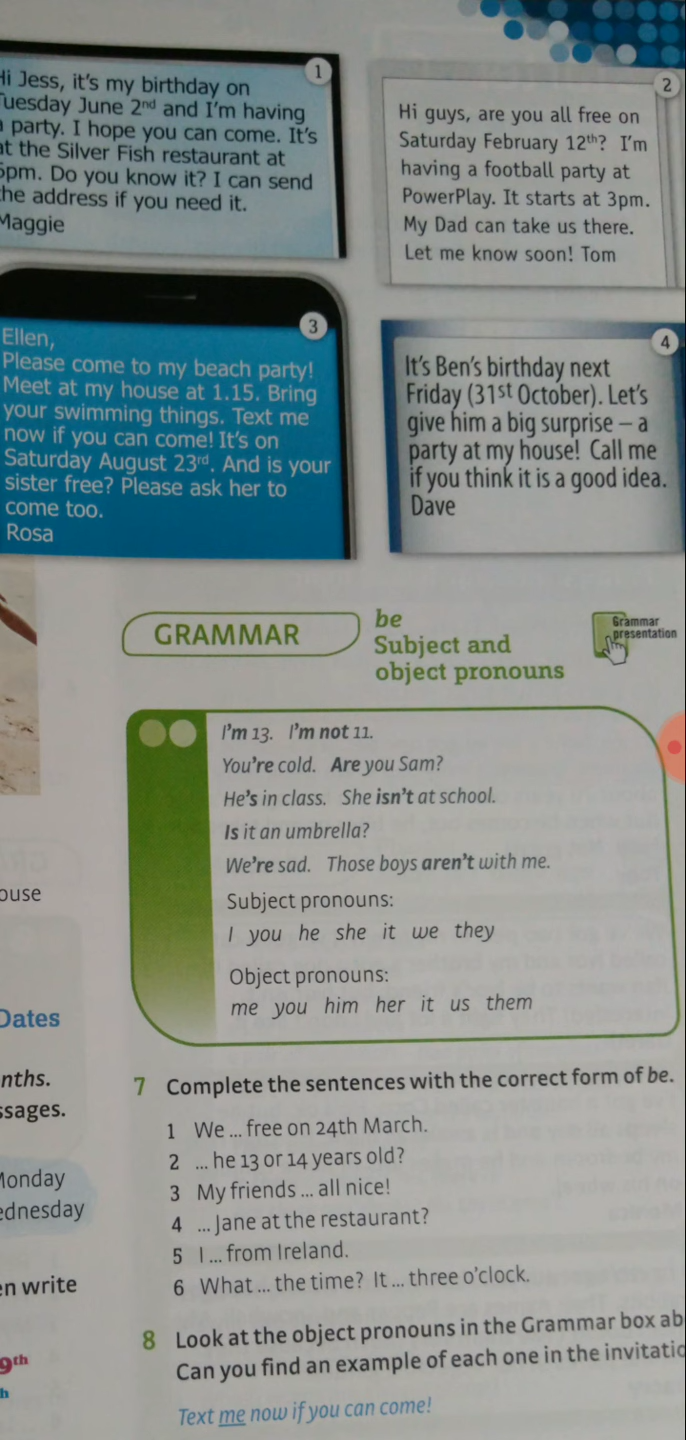 1
Hi Jess, it's my birthday on
Tuesday June 2nd and I'm having
a party. I hope you can come. It's
at the Silver Fish restaurant at
5pm. Do you know it? I can send
the address if you need it.
Maggie
2
Hi guys, are you all free on
Saturday February 12th? I'm
having a football party at
PowerPlay. It starts at 3pm.
My Dad can take us there.
Let me know soon! Tom
3
Ellen,
Please come to my beach party!
Meet at my house at 1.15. Bring
your swimming things. Text me
now if you can come! It's on
Saturday August 23rd. And is your
sister free? Please ask her to
come too.
Rosa
4
It's Ben's birthday next
Friday (31st October). Let's
give him a big surprise – a
party at my house! Call me
if you think it is a good idea.
Dave
GRAMMAR
be
Subject and
object pronouns
Grammar
presentation
I'm 13. I'm not 11.
You're cold. Are you Sam?
He's in class. She isn't at school.
Is it an umbrella?
We're sad. Those boys aren't with me.
Subject pronouns:
I you he she it we they
Object pronouns:
me you him her it us them
ouse
Dates
nths.
ssages.
Monday
ednesday
en write
9th
h
7 Complete the sentences with the correct form of be.
1 We ... free on 24th March.
2 ... he 13 or 14 years old?
3 My friends ... all nice!
4 ... Jane at the restaurant?
5 I ... from Ireland.
6 What ... the time? It ... three o'clock.
8 Look at the object pronouns in the Grammar box ab
Can you find an example of each one in the invitatio
Text me now if you can come!